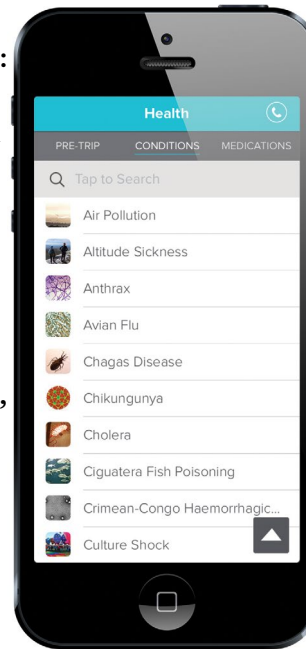 :
Health
PRE-TRIP CONDITIONS MEDICATIONS
Tap to Search
Air Pollution
Altitude Sickness
Anthrax
Avian Flu
Chagas Disease
Chikungunya
Cholera
,
Ciguatera Fish Poisoning
Crimean-Congo Haemorrhagic...
Culture Shock